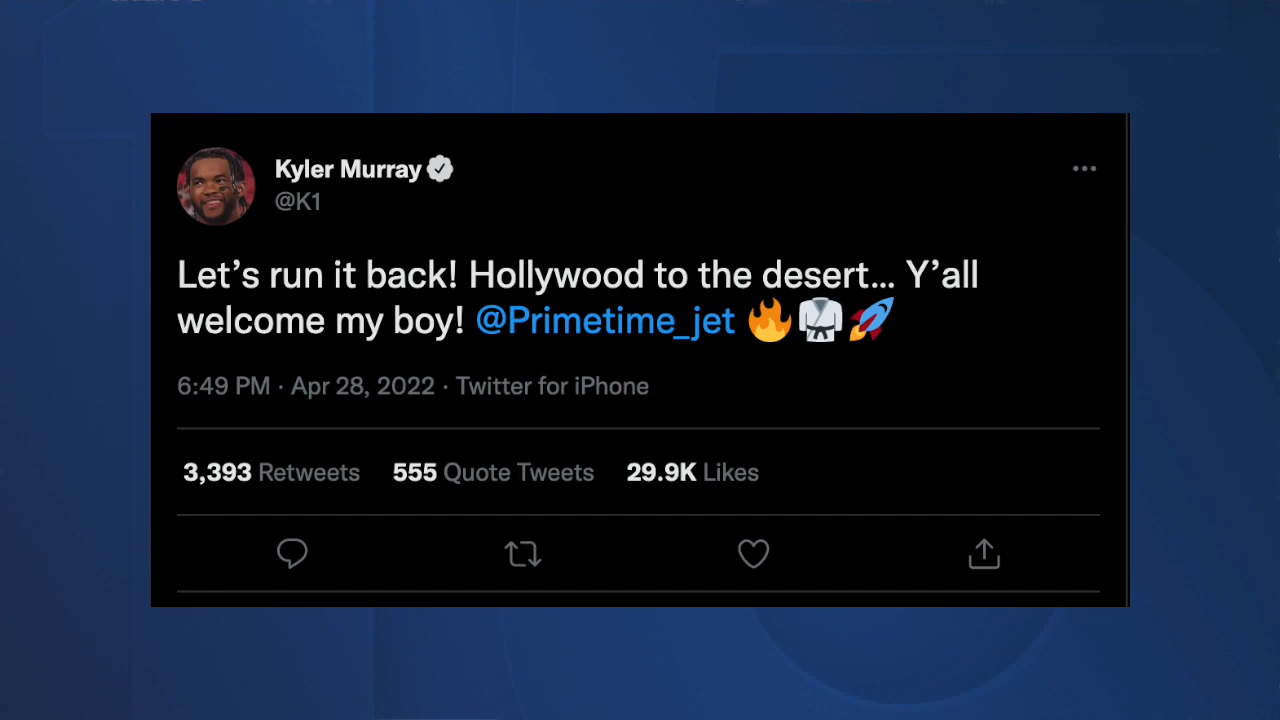 Kyler Murray
@K1
Let’s run it back! Hollywood to the desert... Y’all
welcome my boy! @Primetime_jet 🔥🥋🚀
6:49 PM · Apr 28, 2022 · Twitter for iPhone
3,393 Retweets 555 Quote Tweets 29.9K Likes